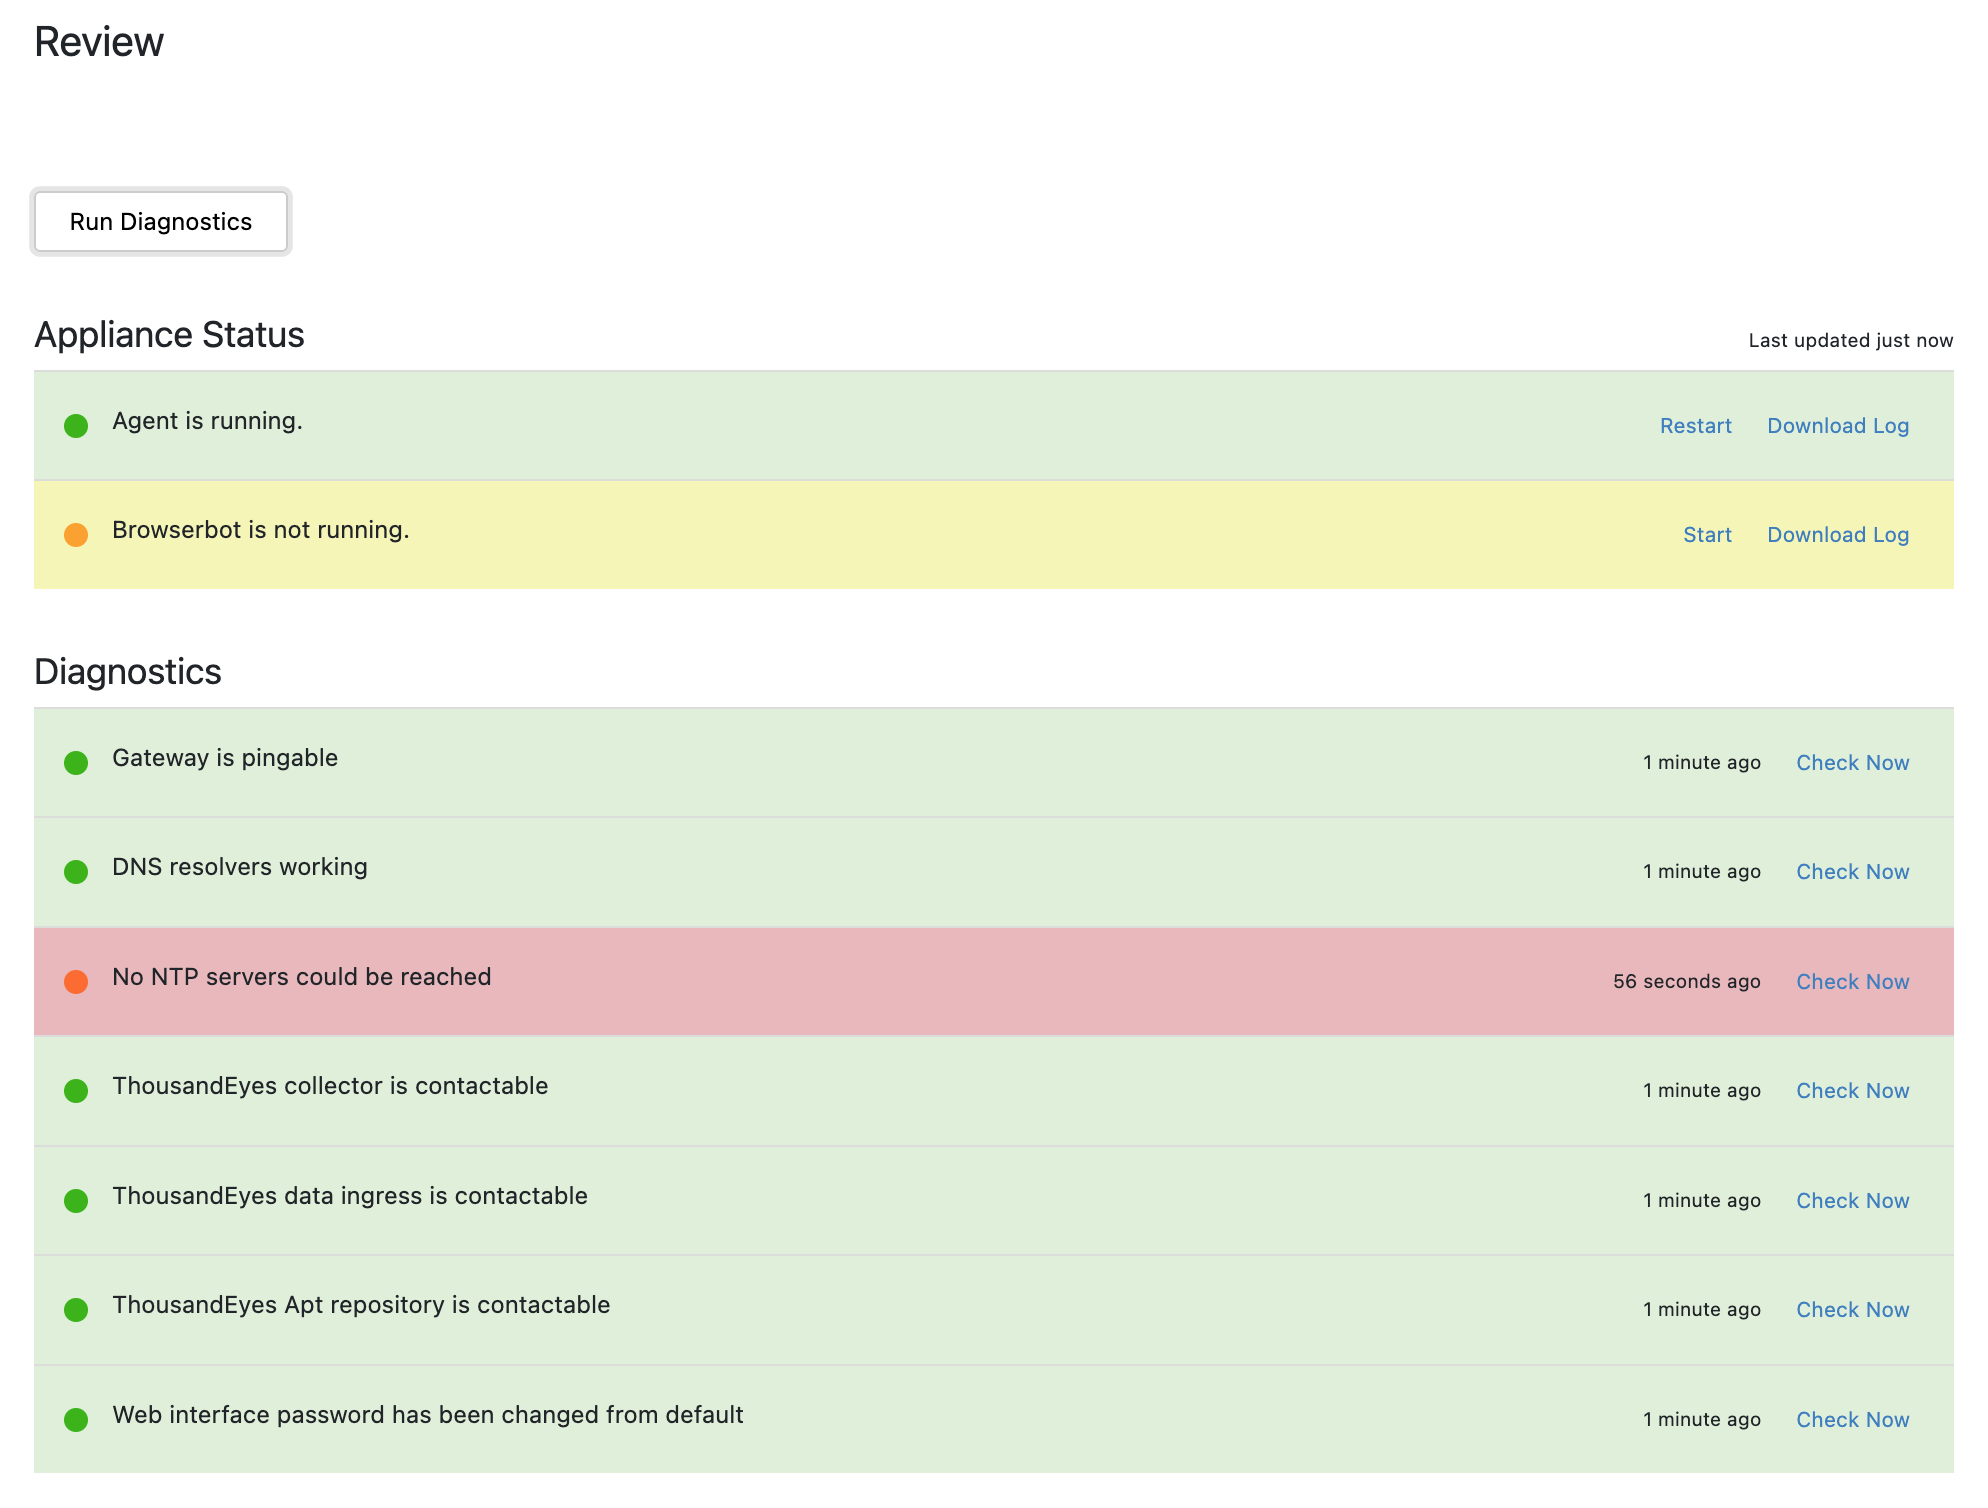 Review
Run Diagnostics
Appliance Status
Last updated just now
Agent is running.
Restart Download Log
Browserbot is not running.
Start Download Log
Diagnostics
Gateway is pingable
1 minute ago Check Now
DNS resolvers working
1 minute ago Check Now
No NTP servers could be reached
56 seconds ago Check Now
ThousandEyes collector is contactable
1 minute ago Check Now
ThousandEyes data ingress is contactable
1 minute ago Check Now
ThousandEyes Apt repository is contactable
1 minute ago Check Now
Web interface password has been changed from default
1 minute ago Check Now